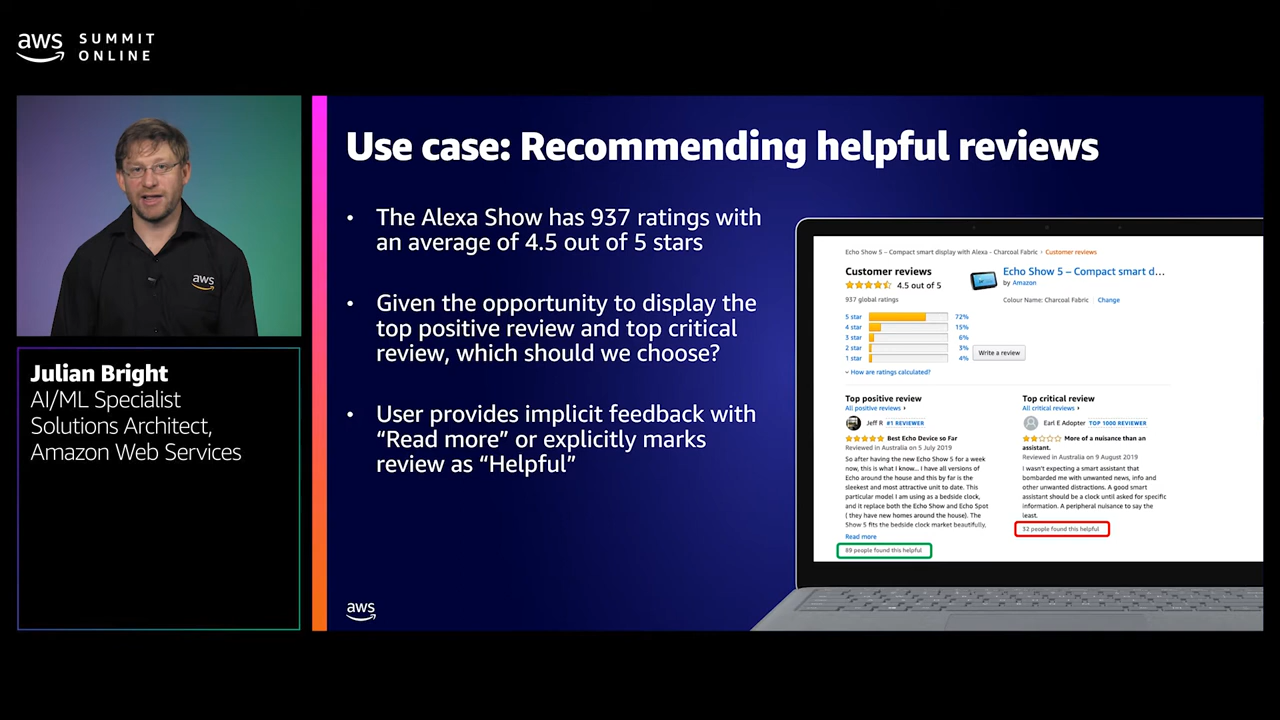 aws
SUMMIT
ONLINE
aws
Julian Bright
AI/ML Specialist
Solutions Architect,
Amazon Web Services
Use case: Recommending helpful reviews
• The Alexa Show has 937 ratings with
an average of 4.5 out of 5 stars
• Given the opportunity to display the
top positive review and top critical
review, which should we choose?
• User provides implicit feedback with
“Read more” or explicitly marks
review as “Helpful”
aws
Echo Show 5 – Compact smart display with Alexa - Charcoal Fabric › Customer reviews
Customer reviews
4.5 out of 5
937 global ratings
5 star 72%
4 star 15%
3 star 6%
2 star 3%
1 star 4%
How are ratings calculated?
Echo Show 5 – Compact smart d...
by Amazon
Colour Name: Charcoal Fabric Change
Write a review
Top positive review
All positive reviews ›
Jeff R #1 REVIEWER
Best Echo Device so Far
Reviewed in Australia on 5 July 2019
So after having the new Echo Show 5 for a week
now, this is what I know... I have all versions of
Echo around the house and this by far is the
sleekest and most attractive unit to date. This
particular model I am using as a bedside clock,
and it replace both the Echo Show and Echo Spot
( they have new homes around the house). The
Show 5 fits the bedside clock market beautifully,
Read more
89 people found this helpful
Top critical review
All critical reviews ›
Earl E Adopter TOP 1000 REVIEWER
More of a nuisance than an
assistant.
Reviewed in Australia on 9 August 2019
I wasn't expecting a smart assistant that
bombarded me with unwanted news, info and
other unwanted distractions. A good smart
assistant should be a clock until asked for specific
information. A peripheral nuisance to say the
least.
32 people found this helpful